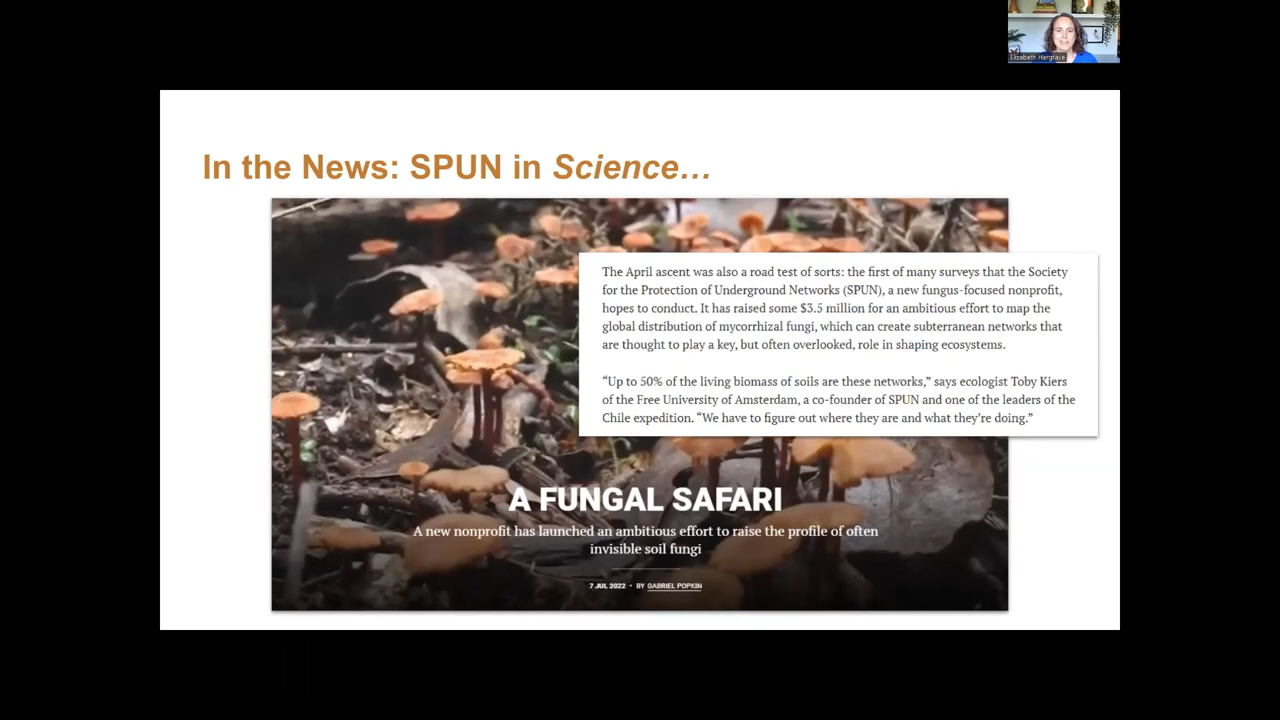 Elizabeth Hargrave
In the News: SPUN in Science…
The April ascent was also a road test of sorts: the first of many surveys that the Society
for the Protection of Underground Networks (SPUN), a new fungus-focused nonprofit,
hopes to conduct. It has raised some $3.5 million for an ambitious effort to map the
global distribution of mycorrhizal fungi, which can create subterranean networks that
are thought to play a key, but often overlooked, role in shaping ecosystems.
“Up to 50% of the living biomass of soils are these networks,” says ecologist Toby Kiers
of the Free University of Amsterdam, a co-founder of SPUN and one of the leaders of the
Chile expedition. “We have to figure out where they are and what they’re doing.”
A FUNGAL SAFARI
A new nonprofit has launched an ambitious effort to raise the profile of often
invisible soil fungi
7 JUL 2022 • BY GABRIEL POPKIN